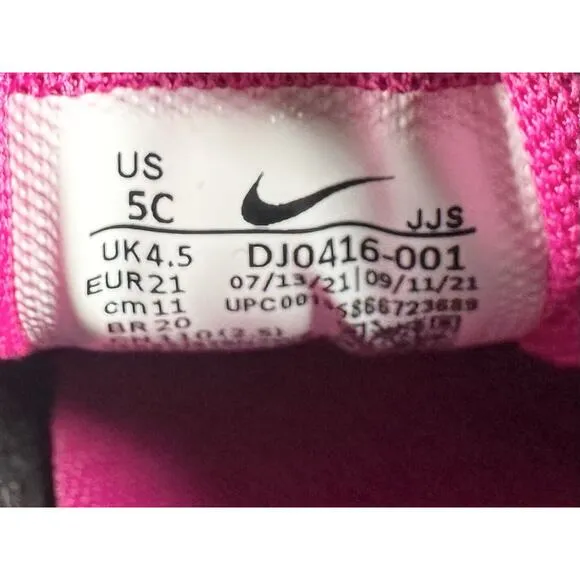 US
5C
JJS
UK4.5 DJ0416-001
EUR21 07/13/21|09/11/21
cm11
BR20